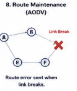 8. Route Maintenance
(AODV)
Link Break
A
B
E
F
Route error sent when
link breaks.